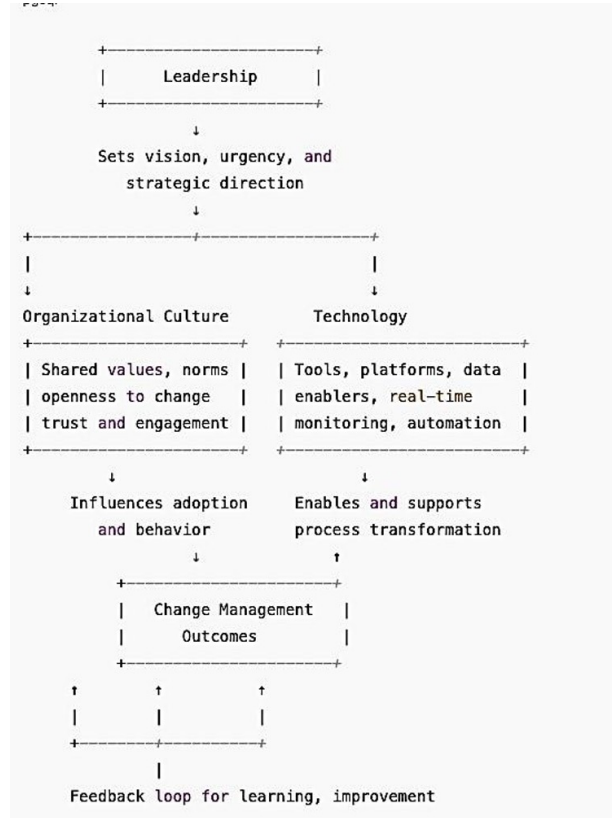 Leadership
Sets vision, urgency, and
strategic direction
Organizational Culture
Technology
Shared values, norms
openness to change
trust and engagement
Tools, platforms, data
enablers, real-time
monitoring, automation
Influences adoption
and behavior
Enables and supports
process transformation
Change Management
Outcomes
Feedback loop for learning, improvement